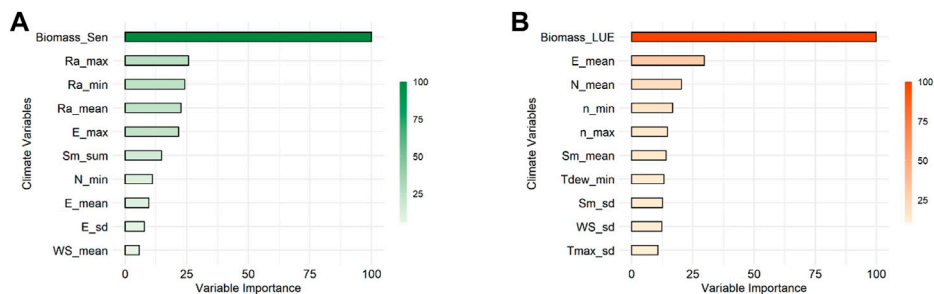 A
Climate Variables
Biomass_Sen
Ra_max
Ra_min
Ra_mean
E_max
Sm_sum
N_min
E_mean
E_sd
WS_mean
0 25 50 75 100
Variable Importance
100
75
50
25
B
Climate Variables
Biomass_LUE
E_mean
N_mean
n_min
n_max
Sm_mean
Tdew_min
Sm_sd
WS_sd
Tmax_sd
0 25 50 75 100
Variable Importance
100
75
50
25